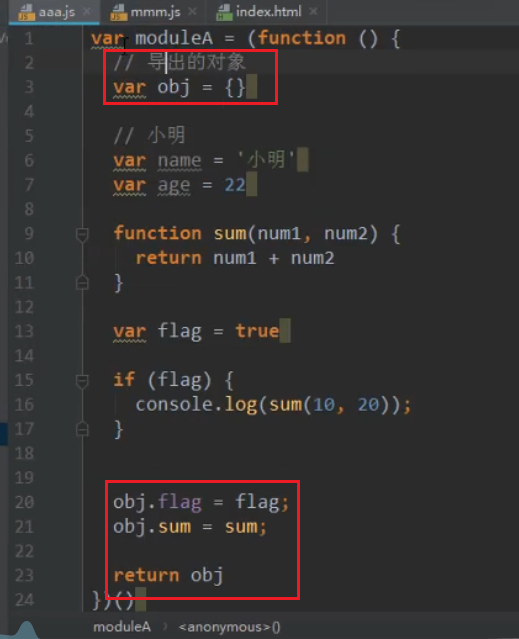 aaa.js mmm.js index.html
1 var moduleA = (function () {
2 // 导出的对象
3 var obj = {}
4
5 // 小明
6 var name = '小明'
7 var age = 22
8
9 function sum(num1, num2) {
10 return num1 + num2
11 }
12
13 var flag = true
14
15 if (flag) {
16 console.log(sum(10, 20));
17 }
18
19
20 obj.flag = flag;
21 obj.sum = sum;
22
23 return obj
24 })()
moduleA > <anonymous>()